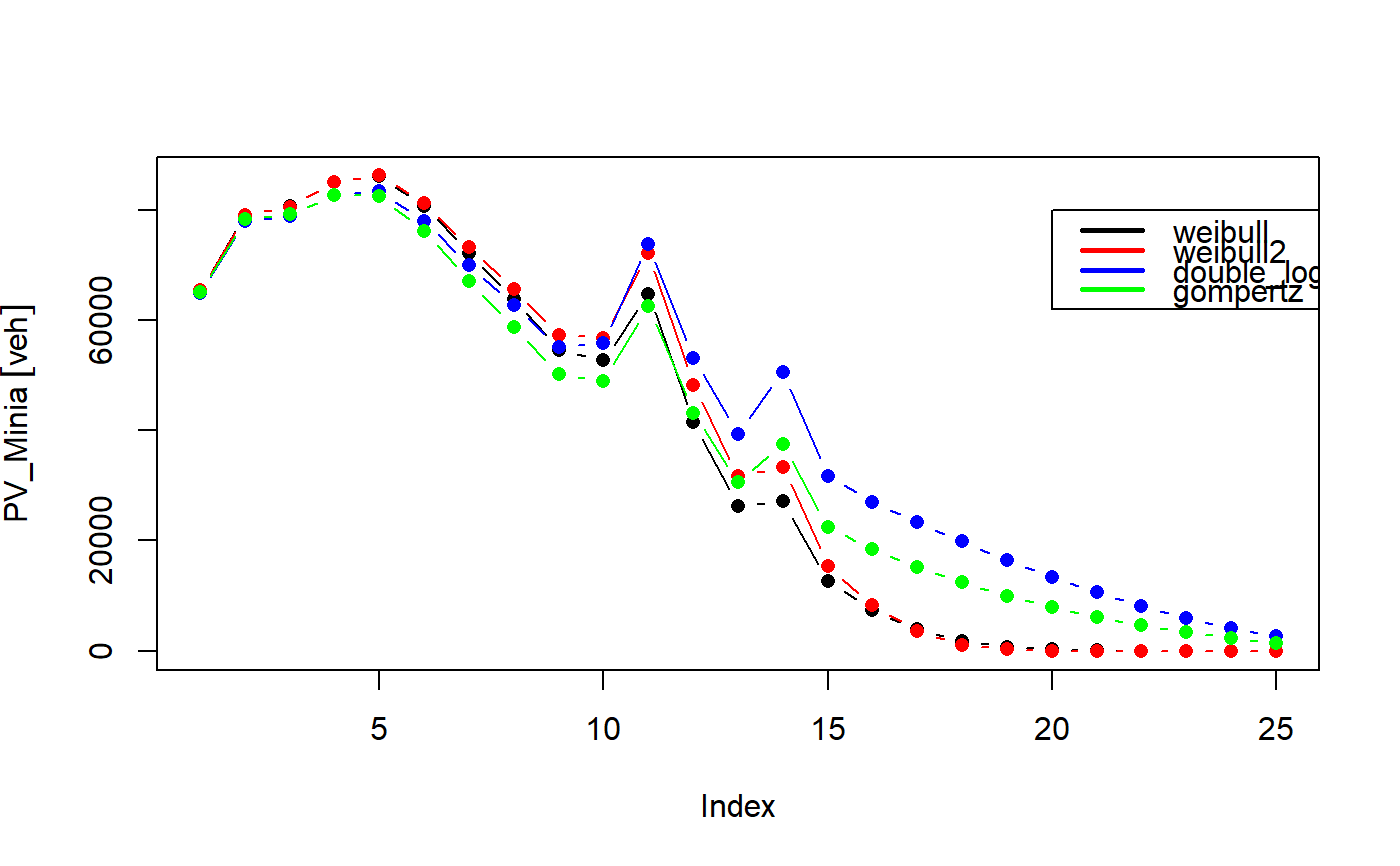 PV_Minia [veh]
60000
20000
0
weibull
weibull2
double_log
gompertz
5 10 15 20 25
Index